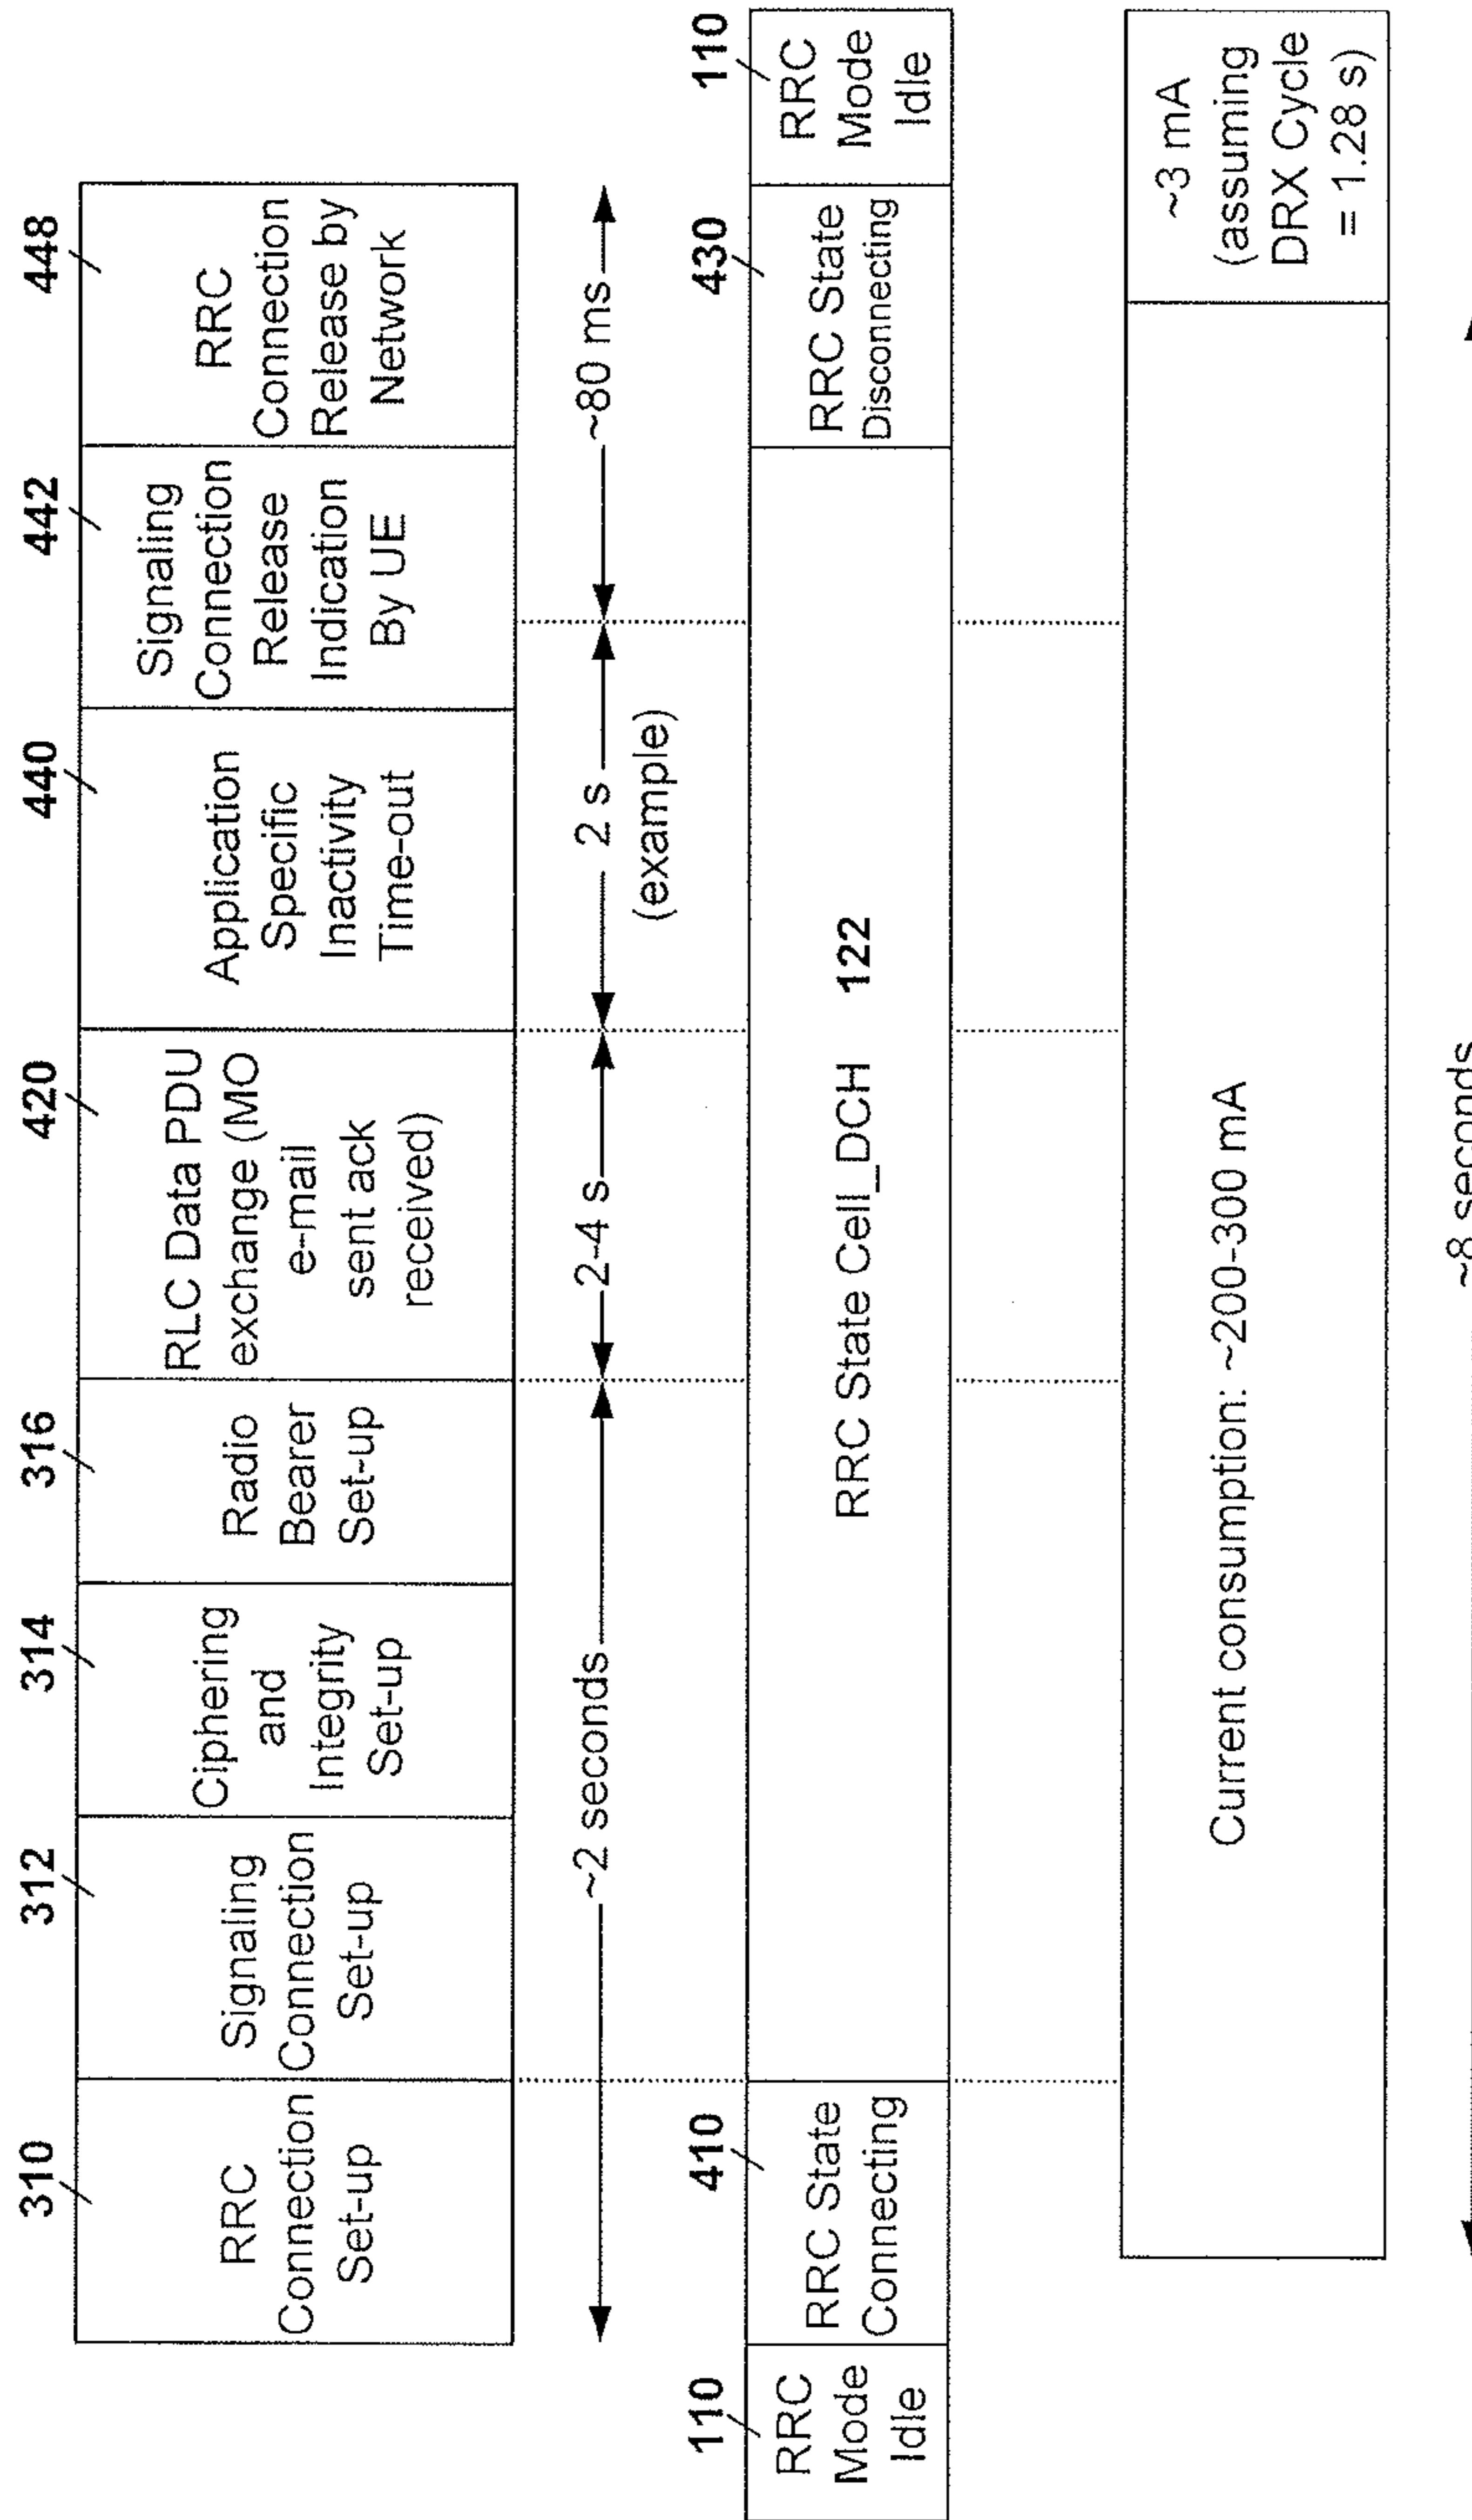 310
312
314
316
420
440
442
448
RRC
Connection
Set-up
Signaling
Connection
Set-up
Ciphering
and
Integrity
Set-up
Radio
Bearer
Set-up
RLC Data PDU
exchange (MO
e-mail
sent ack
received)
Application
Specific
Inactivity
Time-out
Signaling
Connection
Release
Indication
By UE
RRC
Connection
Release by
Network
~2 seconds
2-4 s
2 s
(example)
~80 ms
110
410
430
110
RRC
Mode
Idle
RRC State
Connecting
RRC State Cell_DCH 122
RRC State
Disconnecting
RRC
Mode
Idle
Current consumption: ~200-300 mA
~3 mA
(assuming
DRX Cycle
= 1.28 s)
~8 seconds